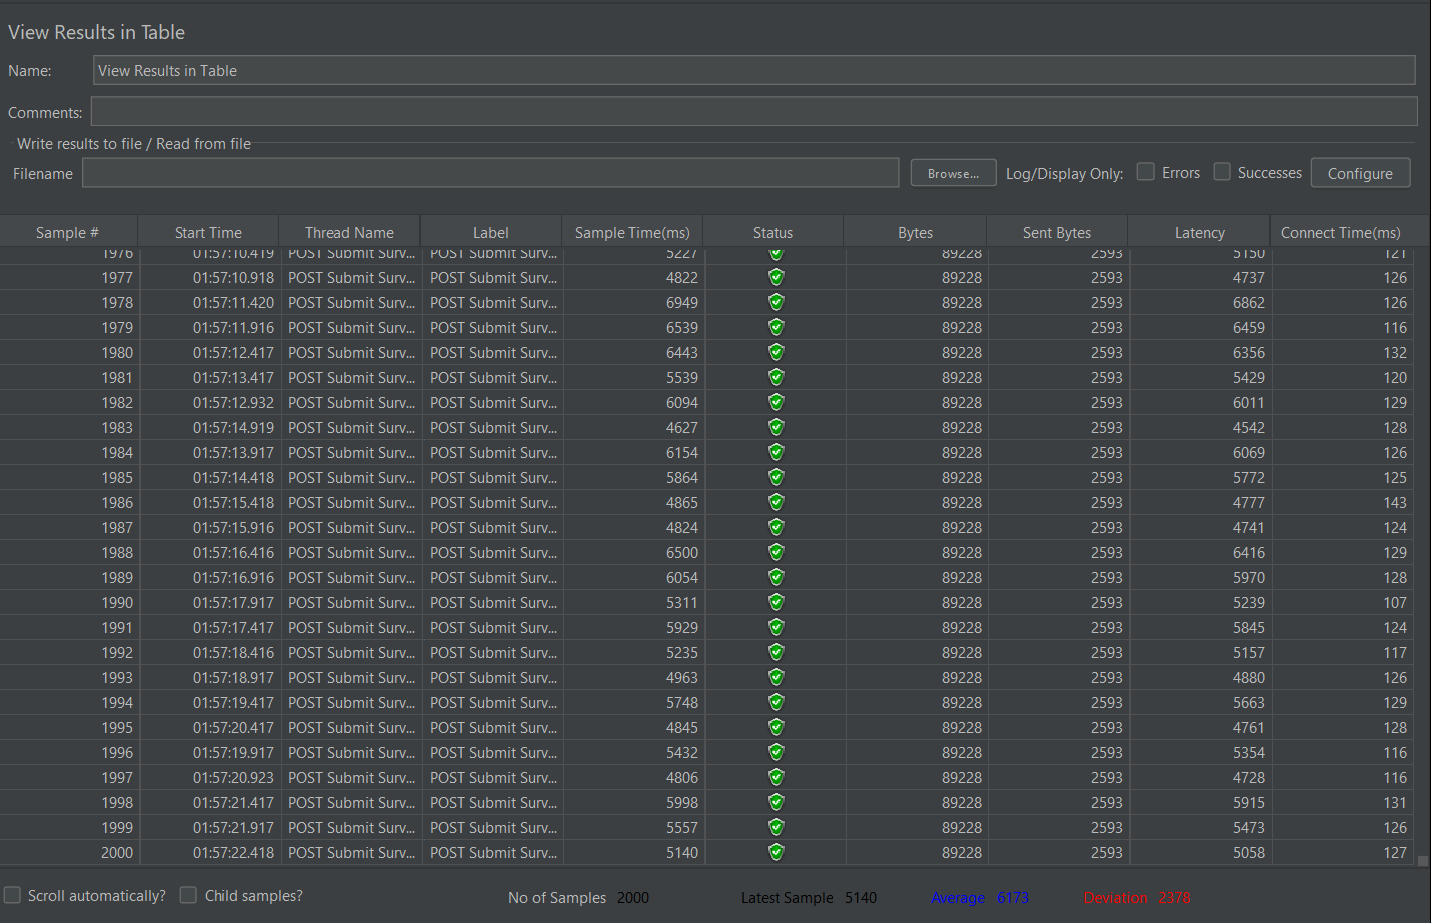 View Results in Table
Name: View Results in Table
Comments:
Write results to file / Read from file
Filename Browse... Log/Display Only: Errors Successes Configure
Sample # Start Time Thread Name Label Sample Time(ms) Status Bytes Sent Bytes Latency Connect Time(ms)
1976 01:57:10.419 POST Submit Surv... POST Submit Surv... 5227 89228 2593 5150 121
1977 01:57:10.918 POST Submit Surv... POST Submit Surv... 4822 89228 2593 4737 126
1978 01:57:11.420 POST Submit Surv... POST Submit Surv... 6949 89228 2593 6862 126
1979 01:57:11.916 POST Submit Surv... POST Submit Surv... 6539 89228 2593 6459 116
1980 01:57:12.417 POST Submit Surv... POST Submit Surv... 6443 89228 2593 6356 132
1981 01:57:13.417 POST Submit Surv... POST Submit Surv... 5539 89228 2593 5429 120
1982 01:57:12.932 POST Submit Surv... POST Submit Surv... 6094 89228 2593 6011 129
1983 01:57:14.919 POST Submit Surv... POST Submit Surv... 4627 89228 2593 4542 128
1984 01:57:13.917 POST Submit Surv... POST Submit Surv... 6154 89228 2593 6069 126
1985 01:57:14.418 POST Submit Surv... POST Submit Surv... 5864 89228 2593 5772 125
1986 01:57:15.418 POST Submit Surv... POST Submit Surv... 4865 89228 2593 4777 143
1987 01:57:15.916 POST Submit Surv... POST Submit Surv... 4824 89228 2593 4741 124
1988 01:57:16.416 POST Submit Surv... POST Submit Surv... 6500 89228 2593 6416 129
1989 01:57:16.916 POST Submit Surv... POST Submit Surv... 6054 89228 2593 5970 128
1990 01:57:17.917 POST Submit Surv... POST Submit Surv... 5311 89228 2593 5239 107
1991 01:57:17.417 POST Submit Surv... POST Submit Surv... 5929 89228 2593 5845 124
1992 01:57:18.416 POST Submit Surv... POST Submit Surv... 5235 89228 2593 5157 117
1993 01:57:18.917 POST Submit Surv... POST Submit Surv... 4963 89228 2593 4880 126
1994 01:57:19.417 POST Submit Surv... POST Submit Surv... 5748 89228 2593 5663 129
1995 01:57:20.417 POST Submit Surv... POST Submit Surv... 4845 89228 2593 4761 128
1996 01:57:19.917 POST Submit Surv... POST Submit Surv... 5432 89228 2593 5354 116
1997 01:57:20.923 POST Submit Surv... POST Submit Surv... 4806 89228 2593 4728 116
1998 01:57:21.417 POST Submit Surv... POST Submit Surv... 5998 89228 2593 5915 131
1999 01:57:21.917 POST Submit Surv... POST Submit Surv... 5557 89228 2593 5473 126
2000 01:57:22.418 POST Submit Surv... POST Submit Surv... 5140 89228 2593 5058 127
Scroll automatically? Child samples? No of Samples 2000 Latest Sample 5140 Average 6173 Deviation 2378